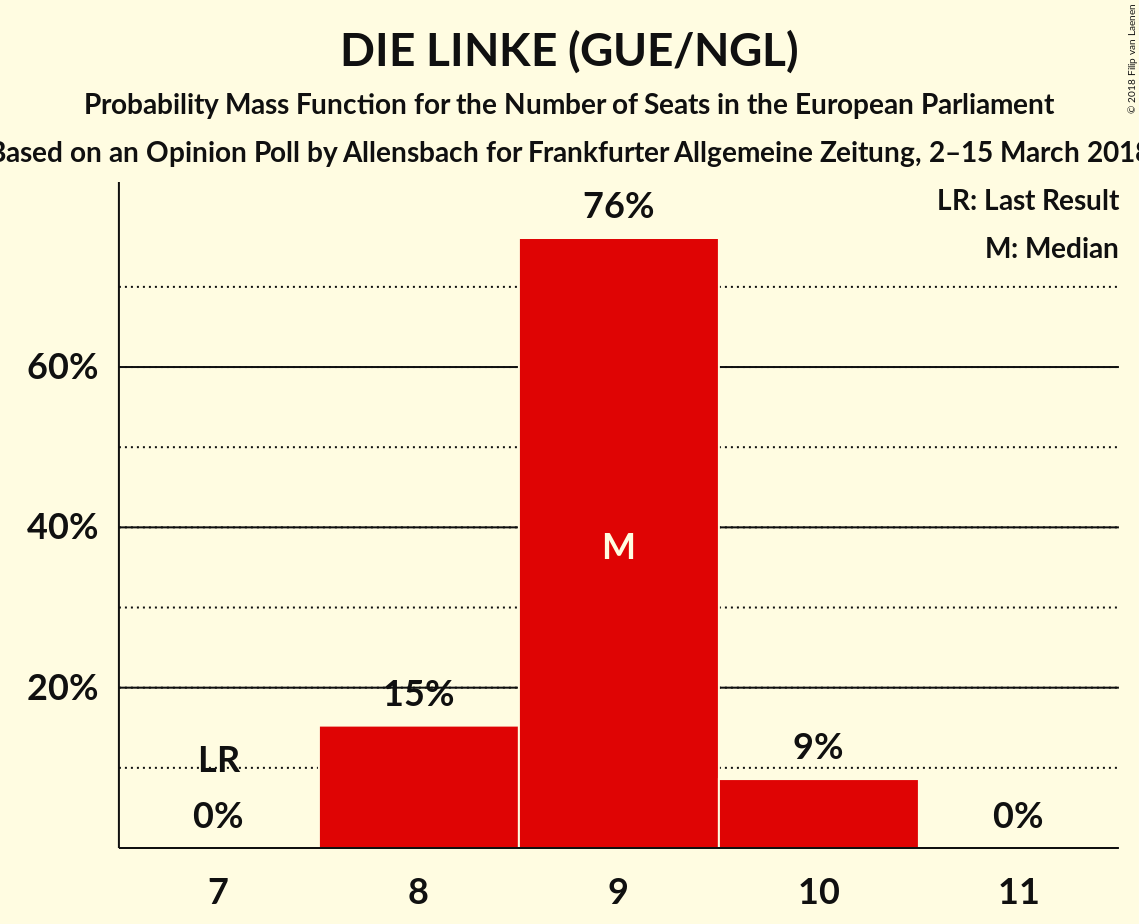 DIE LINKE (GUE/NGL)
Probability Mass Function for the Number of Seats in the European Parliament
Based on an Opinion Poll by Allensbach for Frankfurter Allgemeine Zeitung, 2–15 March 2018
© 2018 Filip van Laenen
LR: Last Result
M: Median
76%
60%
40%
M
20%
15%
LR
9%
0%
0%
7 8 9 10 11